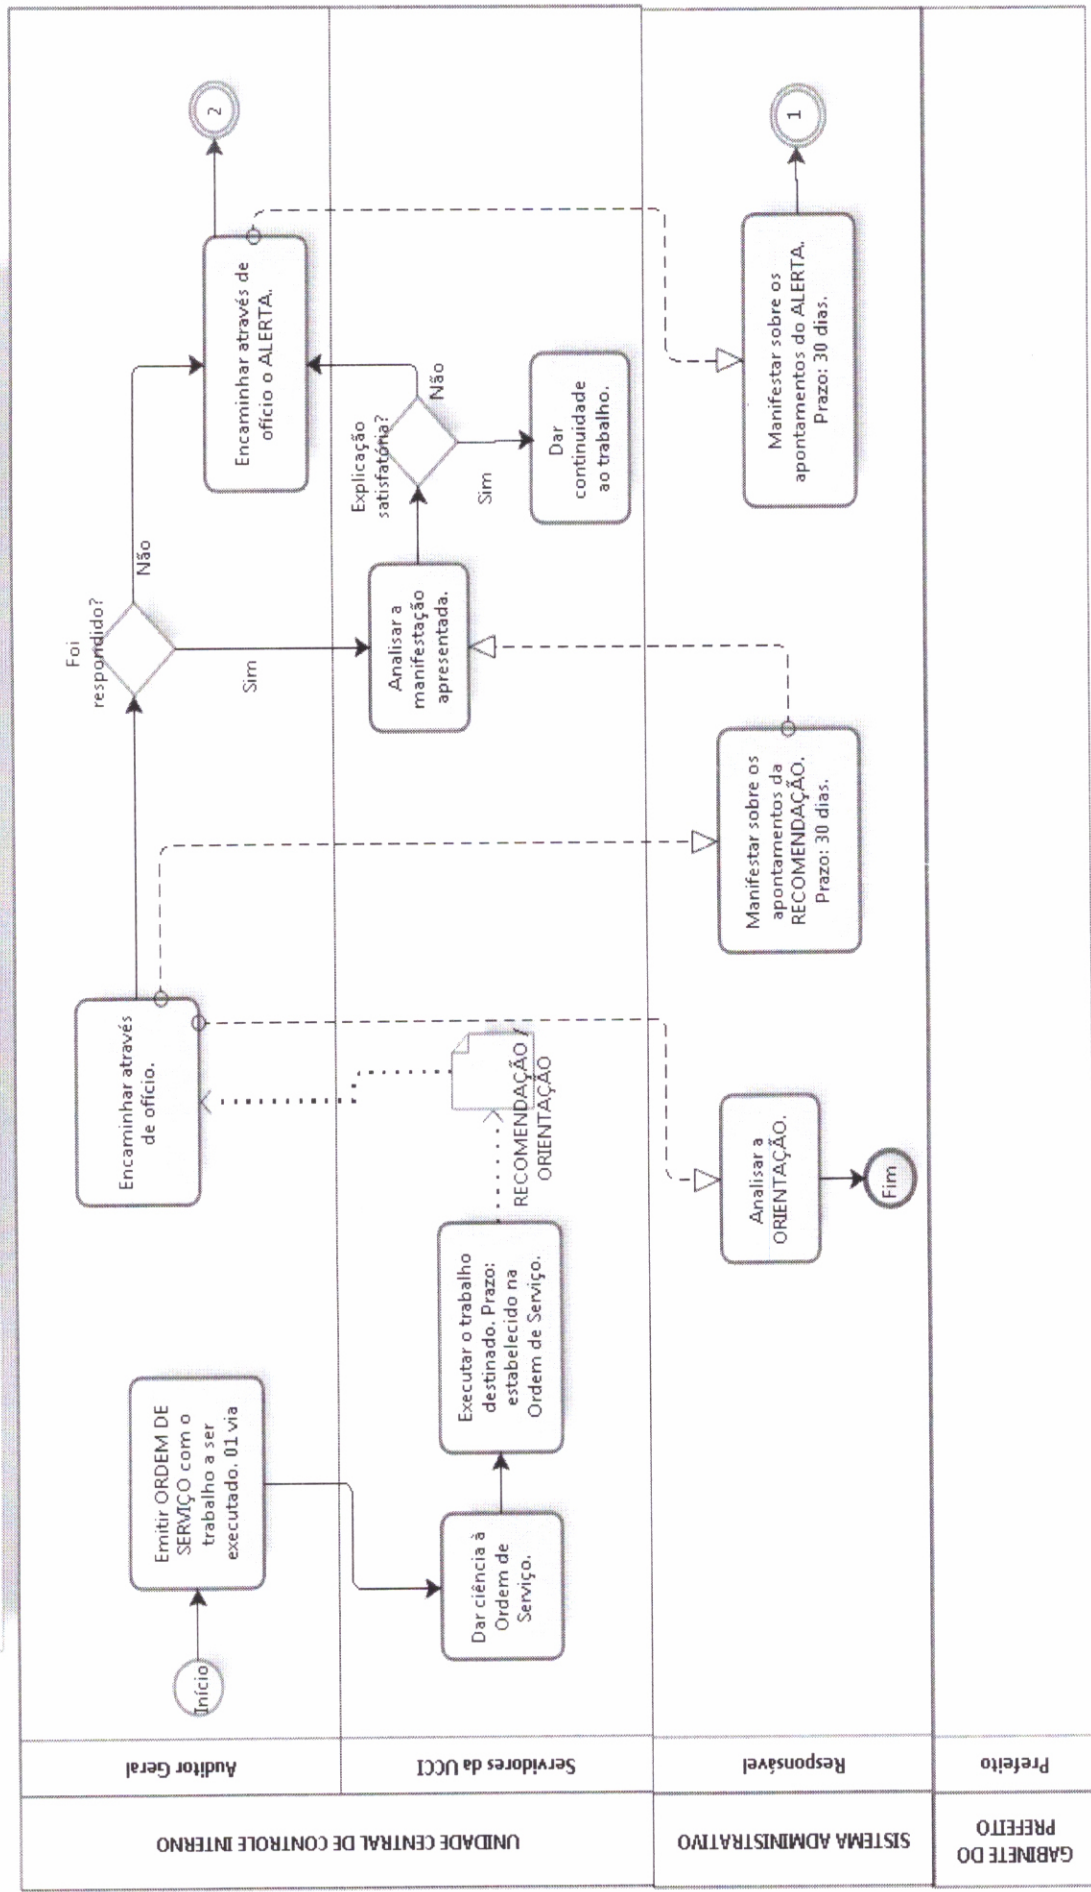 UNIDADE CENTRAL DE CONTROLE INTERNO
Auditor Geral
Início
Emitir ORDEM DE
SERVIÇO com o
trabalho a ser
executado. 01 via
Encaminhar através
de ofício.
Foi
respondido?
Não
Sim
Encaminhar através de
ofício o ALERTA.
2
Servidores da UCCI
Dar ciência à
Ordem de
Serviço.
Executar o trabalho
destinado. Prazo:
estabelecido na
Ordem de Serviço.
RECOMENDAÇÃO /
ORIENTAÇÃO
Analisar a
manifestação
apresentada.
Explicação
satisfatória?
Não
Sim
Dar
continuidade
ao trabalho.
SISTEMA ADMINISTRATIVO
Responsável
Analisar a
ORIENTAÇÃO.
Fim
Manifestar sobre os
apontamentos da
RECOMENDAÇÃO.
Prazo: 30 dias.
Manifestar sobre os
apontamentos do ALERTA.
Prazo: 30 dias.
1
GABINETE DO
PREFEITO
Prefeito